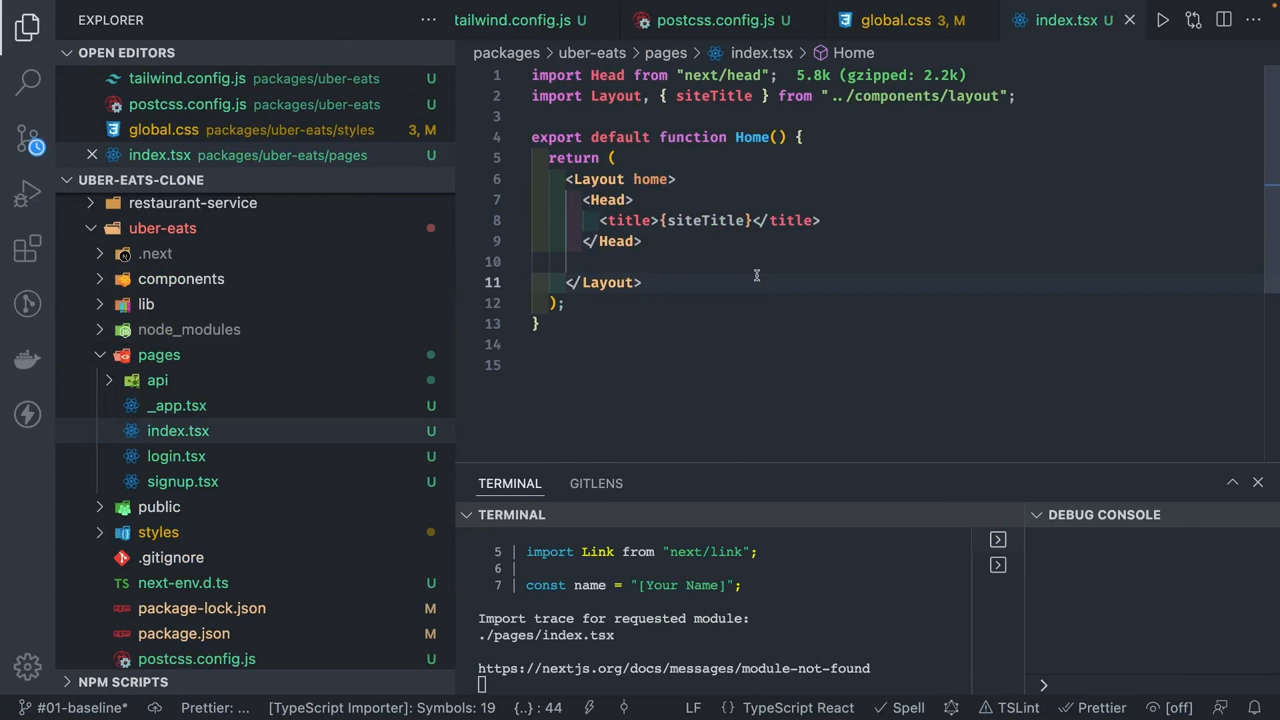 EXPLORER
OPEN EDITORS
tailwind.config.js packages/uber-eats U
postcss.config.js packages/uber-eats U
global.css packages/uber-eats/styles 3, M
index.tsx packages/uber-eats/pages U
UBER-EATS-CLONE
restaurant-service
uber-eats
.next
components
lib
node_modules
pages
api
_app.tsx U
index.tsx U
login.tsx U
signup.tsx U
public
styles
.gitignore
next-env.d.ts U
package-lock.json M
package.json M
postcss.config.js U
NPM SCRIPTS
tailwind.config.js U
postcss.config.js U
global.css 3, M
index.tsx U
packages > uber-eats > pages > index.tsx > Home
1 import Head from "next/head"; 5.8k (gzipped: 2.2k)
2 import Layout, { siteTitle } from "../components/layout";
3
4 export default function Home() {
5 return (
6 <Layout home>
7 <Head>
8 <title>{siteTitle}</title>
9 </Head>
10
11 </Layout>
12 );
13 }
14
15
TERMINAL GITLENS
TERMINAL
5 | import Link from "next/link";
6 |
7 | const name = "[Your Name]";
Import trace for requested module:
./pages/index.tsx
https://nextjs.org/docs/messages/module-not-found
DEBUG CONSOLE
#01-baseline* Prettier: ... [TypeScript Importer]: Symbols: 19 {..} : 44 LF {} TypeScript React Spell TSLint Prettier [off]